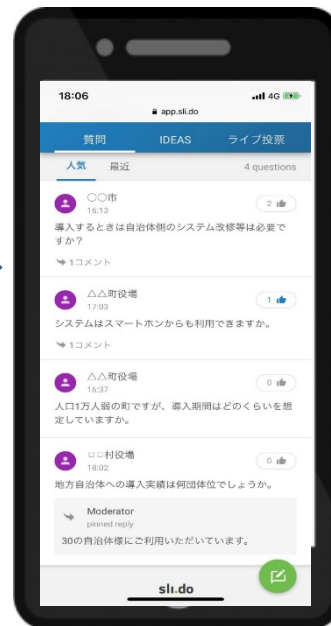 18:06
4G
app.sli.do
質問 IDEAS ライブ投票
人気 最近 4 questions
○○市
16:13
2
導入するときは自治体側のシステム改修等は必要で
すか？
1コメント
△△町役場
17:03
1
システムはスマートホンからも利用できますか。
1コメント
△△町役場
16:37
0
人口1万人弱の町ですが、導入期間はどのくらいを想
定していますか。
□□村役場
18:02
0
地方自治体への導入実績は何団体位でしょうか。
Moderator
pinned reply
30の自治体様にご利用いただいています。
sli.do